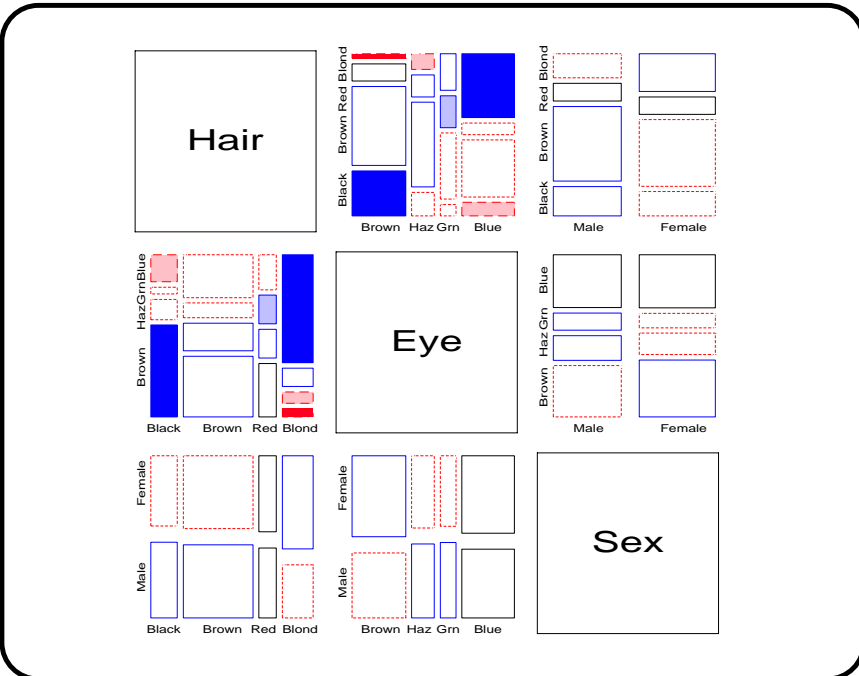 Hair
Blond
Red
Brown
Black
Brown Haz Grn Blue
Blond
Red
Brown
Black
Male Female
Blue
Grn
Haz
Brown
Black Brown Red Blond
Eye
Blue
Grn
Haz
Brown
Male Female
Female
Male
Black Brown Red Blond
Female
Male
Brown Haz Grn Blue
Sex